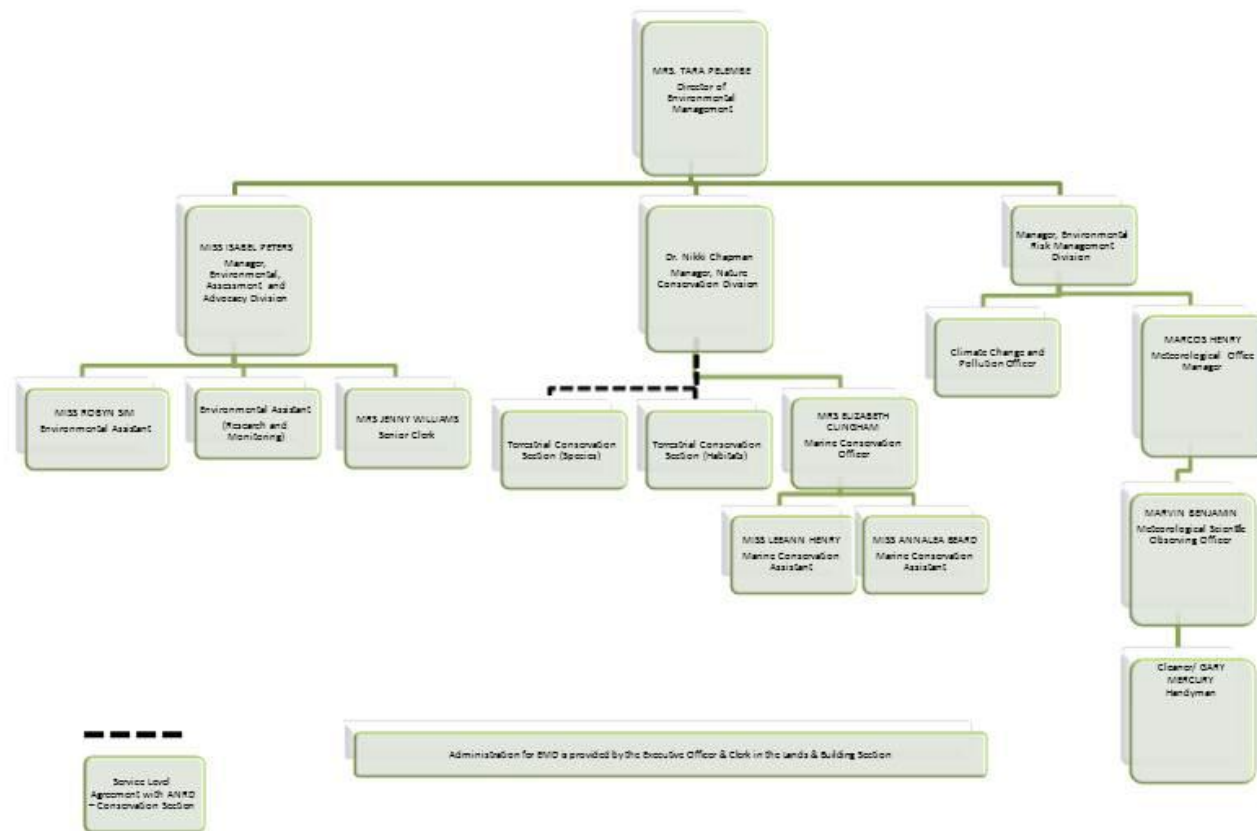 MRS. TARA PELEMBE
Director of
Environmental
Management
MISS ISABEL PETERS
Manager,
Environmental,
Assessment and
Advocacy Division
Dr. Nikki Chapman
Manager, Nature
Conservation Division
Manager, Environmental
Risk Management
Division
MISS ROBYN SIM
Environmental Assistant
Environmental Assistant
(Research and
Monitoring)
MRS JENNY WILLIAMS
Senior Clerk
Terrestrial Conservation
Section (Species)
Terrestrial Conservation
Section (Habitats)
MRS ELIZABETH
CLINGHAM
Marine Conservation
Officer
MISS LEEANN HENRY
Marine Conservation
Assistant
MISS ANNALEA BEARD
Marine Conservation
Assistant
Climate Change and
Pollution Officer
MARCOS HENRY
Meteorological Office
Manager
MARVIN BENJAMIN
Meteorological Scientific
Observing Officer
Cleaner/ GARY
MERCURY
Handyman
Service Level
Agreement with ANRD
– Conservation Section
Administration for EMD is provided by the Executive Officer & Clerk in the Lands & Building Section